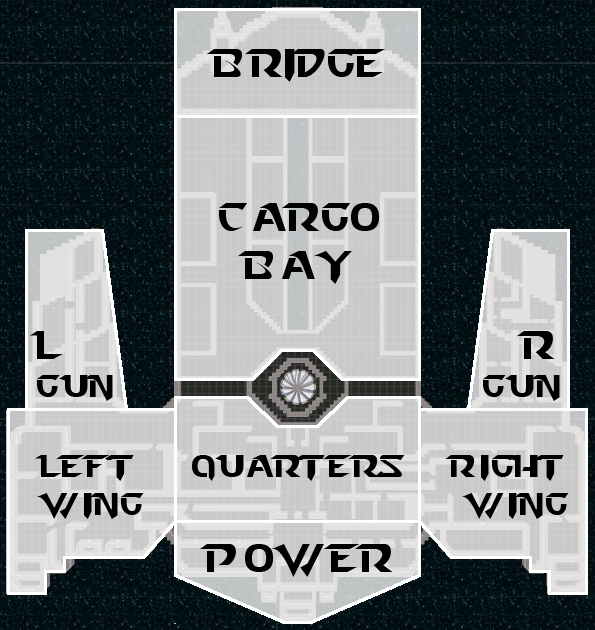 BRIDGE
CARGO
BAY
L
GUN
R
GUN
LEFT
WING
QUARTERS
RIGHT
WING
POWER